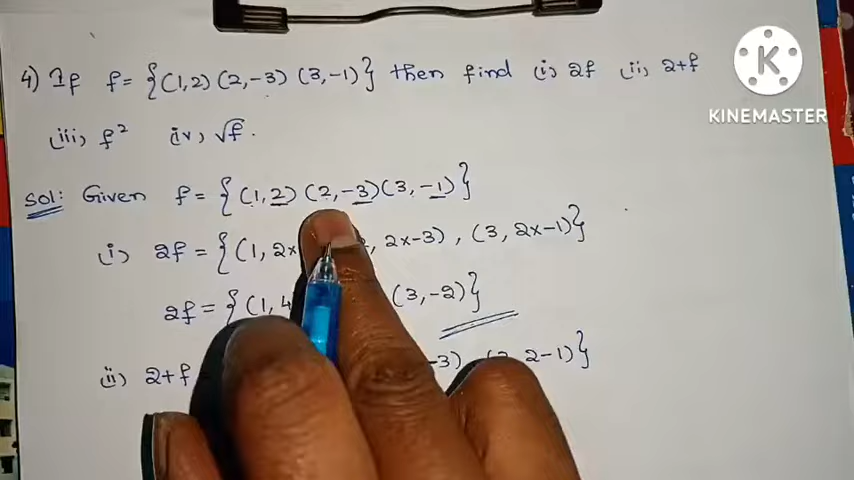 4) If f = {(1,2) (2,-3) (3,-1)} then find (i) 2f (ii) 2+f
(iii) f² (iv) √f.
Sol: Given f = {(1,2) (2,-3)(3,-1)}
(i) 2f = {(1, 2x , 2x-3) , (3, 2x-1)}
2f = {(1,4 (3,-2)}
(ii) 2+f -3) 2-1)}
KINEMASTER